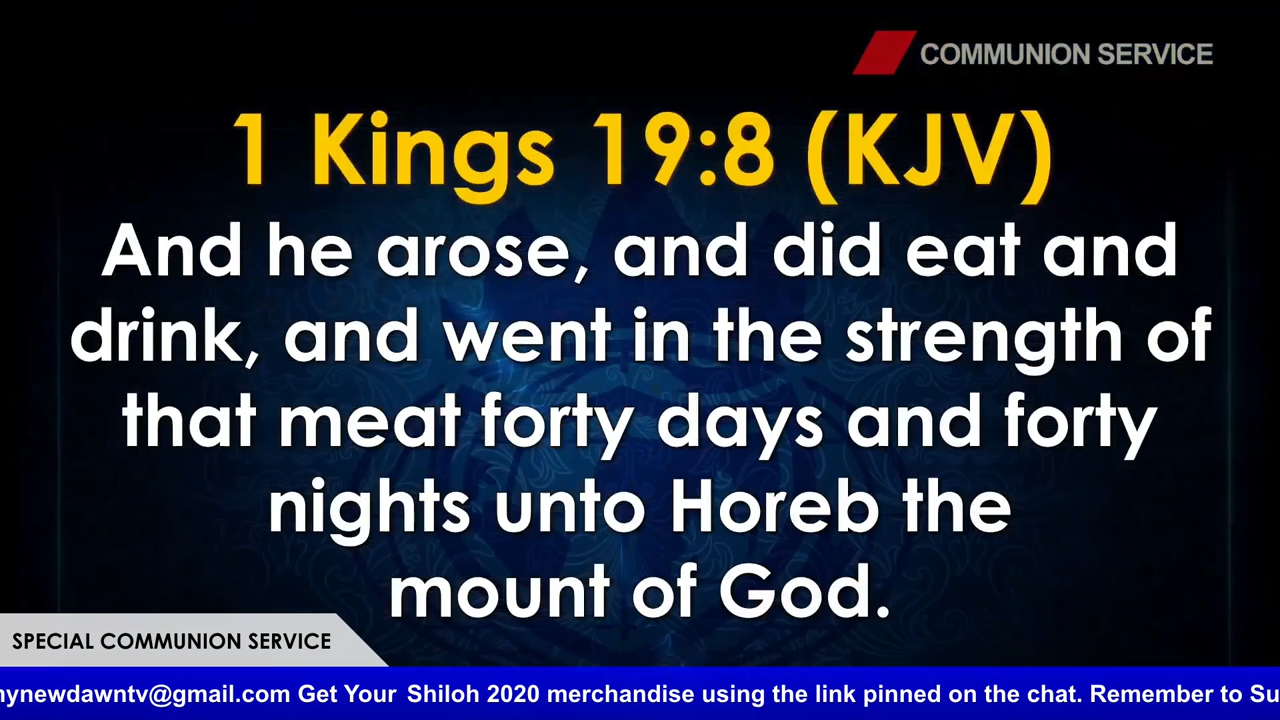 COMMUNION SERVICE
1 Kings 19:8 (KJV)
And he arose, and did eat and
drink, and went in the strength of
that meat forty days and forty
nights unto Horeb the
mount of God.
SPECIAL COMMUNION SERVICE
nynewdawntv@gmail.com Get Your Shiloh 2020 merchandise using the link pinned on the chat. Remember to Su